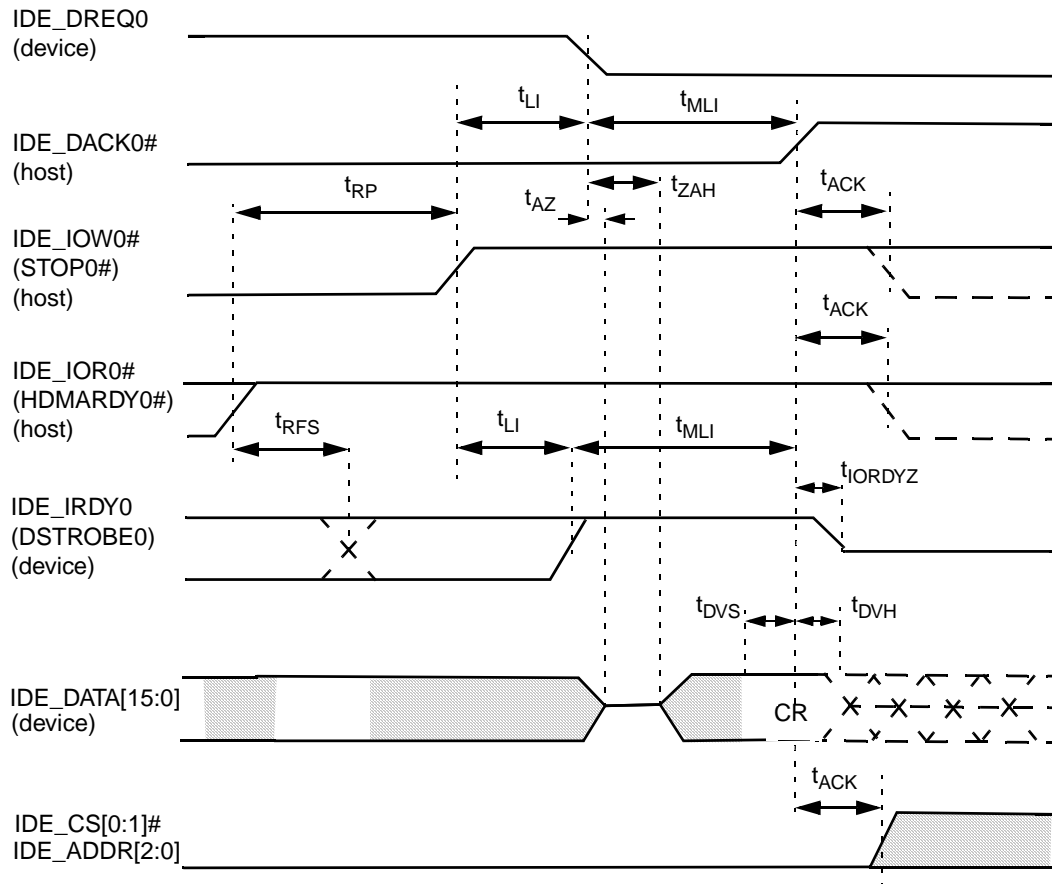 IDE_DREQ0
(device)
tLI
tMLI
IDE_DACK0#
(host)
tRP
tAZ
tZAH
tACK
IDE_IOW0#
(STOP0#)
(host)
tACK
IDE_IOR0#
(HDMARDY0#)
(host)
tRFS
tLI
tMLI
tIORDYZ
IDE_IRDY0
(DSTROBE0)
(device)
tDVS
tDVH
IDE_DATA[15:0]
(device)
CR
tACK
IDE_CS[0:1]#
IDE_ADDR[2:0]